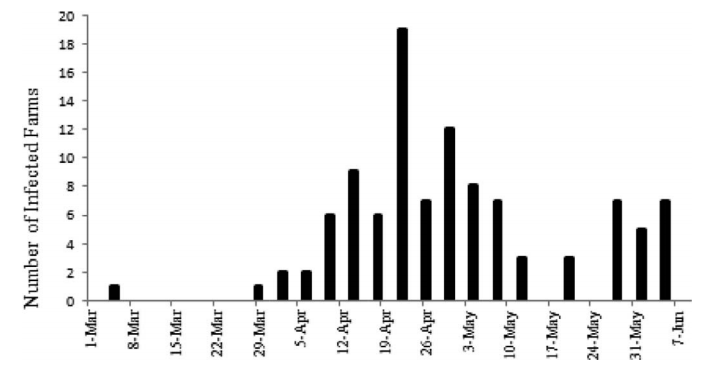 Number of Infected Farms
20
18
16
14
12
10
8
6
4
2
0
1-Mar
8-Mar
15-Mar
22-Mar
29-Mar
5-Apr
12-Apr
19-Apr
26-Apr
3-May
10-May
17-May
24-May
31-May
7-Jun